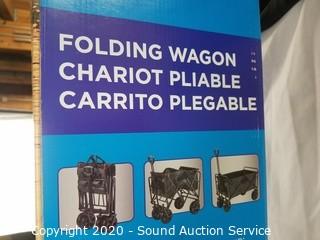 FOLDING WAGON
CHARIOT PLIABLE
CARRITO PLEGABLE
Copyright 2020 - Sound Auction Service